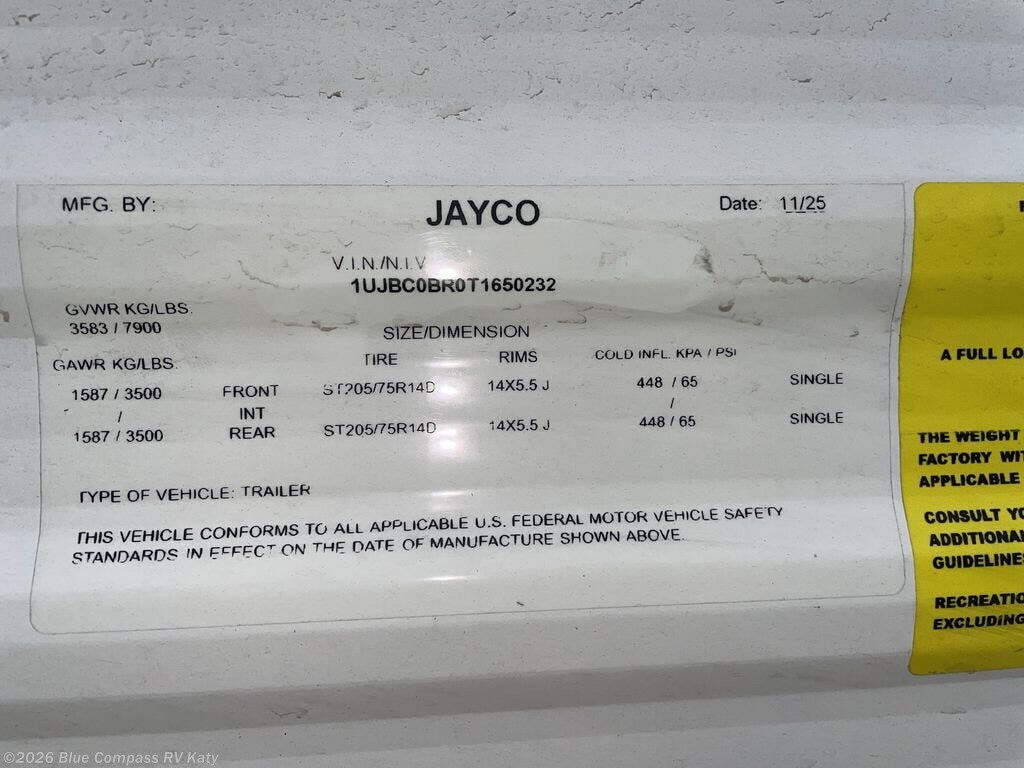 MFG. BY:
JAYCO
Date: 11/25
V.I.N./N.I.V
1UJBC0BR0T1650232
GVWR KG/LBS.
3583 / 7900
SIZE/DIMENSION
GAWR KG/LBS. TIRE RIMS COLD INFL. KPA / PSI
1587 / 3500 FRONT ST205/75R14D 14X5.5 J 448 / 65 SINGLE
/ INT /
1587 / 3500 REAR ST205/75R14D 14X5.5 J 448 / 65 SINGLE
TYPE OF VEHICLE: TRAILER
THIS VEHICLE CONFORMS TO ALL APPLICABLE U.S. FEDERAL MOTOR VEHICLE SAFETY
STANDARDS IN EFFECT ON THE DATE OF MANUFACTURE SHOWN ABOVE.
A FULL LO
THE WEIGHT
FACTORY WIT
APPLICABLE
CONSULT YO
ADDITIONAL
GUIDELINES
RECREATIO
EXCLUDING
©2026 Blue Compass RV Katy